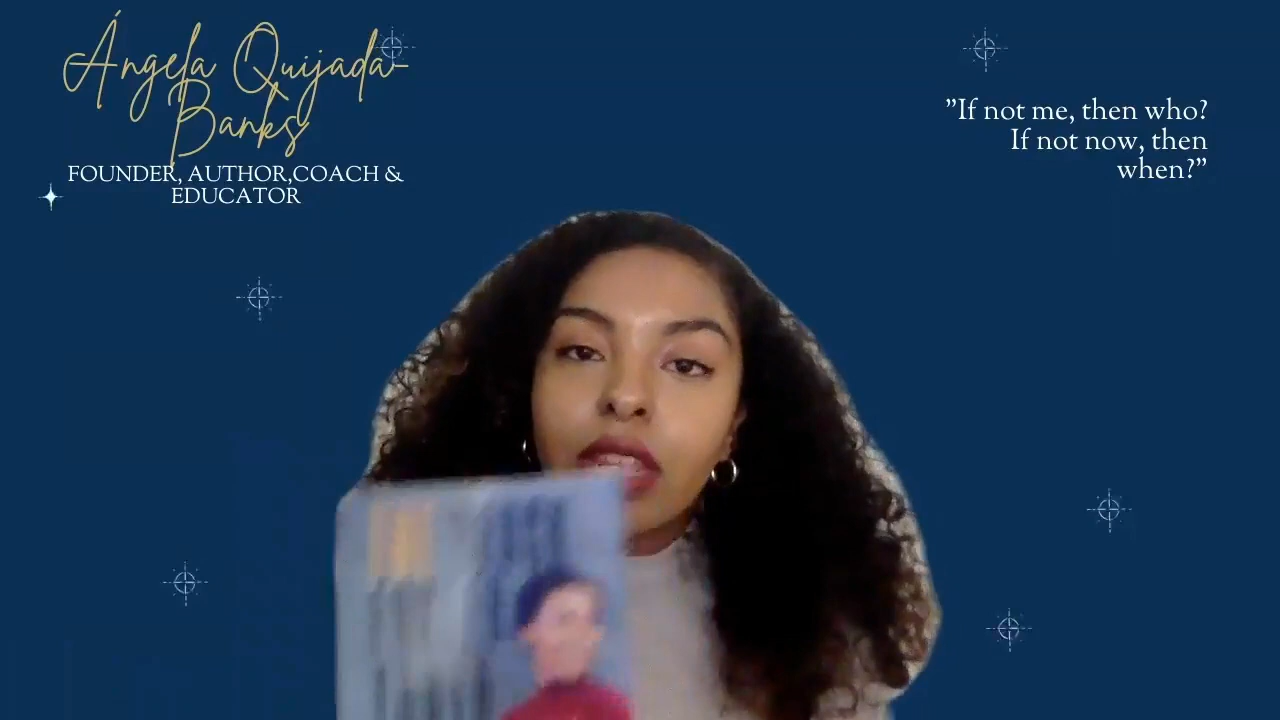 Ángela Quijada-
Banks
FOUNDER, AUTHOR,COACH &
EDUCATOR
"If not me, then who?
If not now, then
when?"